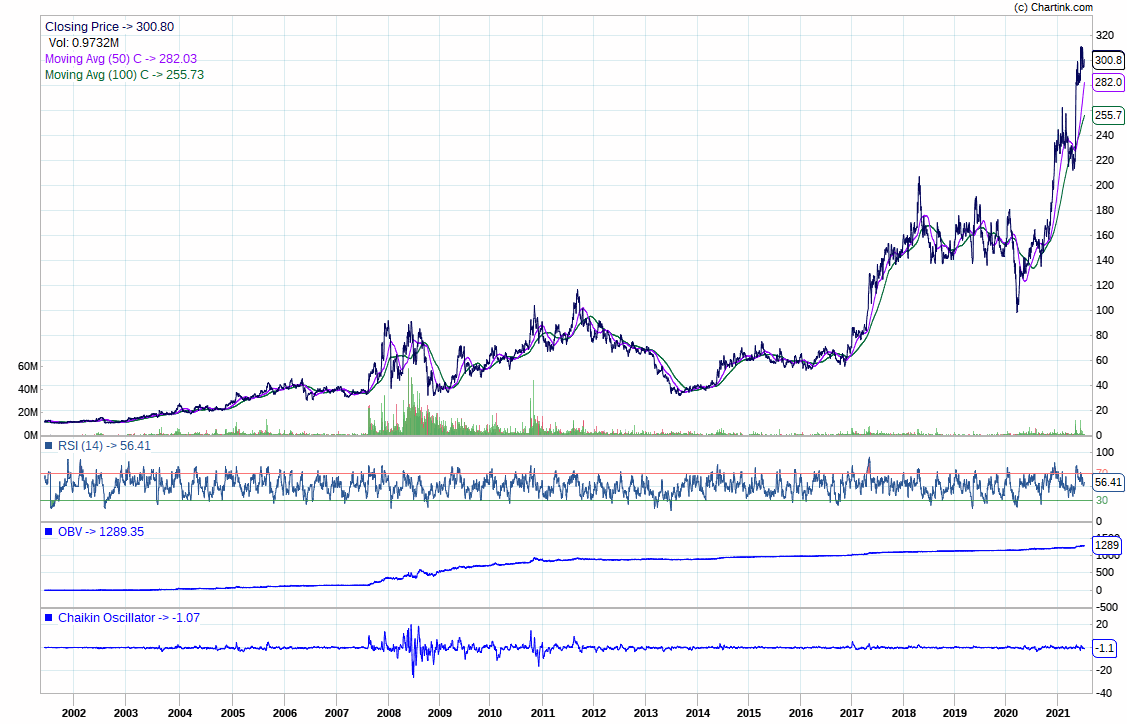 (c) Chartink.com
Closing Price -> 300.80
Vol: 0.9732M
Moving Avg (50) C -> 282.03
Moving Avg (100) C -> 255.73
320
300.8
282.0
255.7
240
220
200
180
160
140
120
100
80
60
40
20
0
60M
40M
20M
0M
RSI (14) -> 56.41
100
70
56.41
30
0
OBV -> 1289.35
1500
1289
1000
500
0
-500
Chaikin Oscillator -> -1.07
20
-1.1
-20
-40
2002 2003 2004 2005 2006 2007 2008 2009 2010 2011 2012 2013 2014 2015 2016 2017 2018 2019 2020 2021